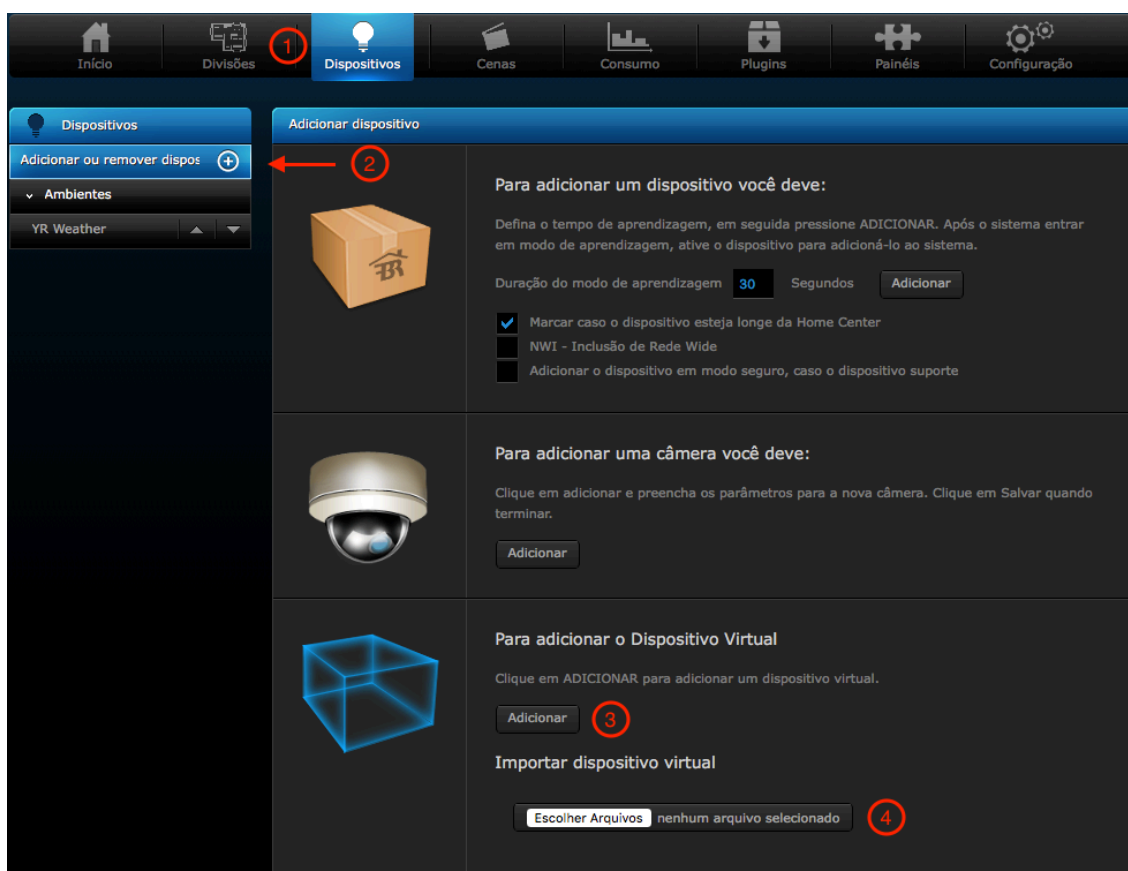 Início
Divisões
1
Dispositivos
Cenas
Consumo
Plugins
Painéis
Configuração
Dispositivos
Adicionar ou remover dispos
2
Ambientes
YR Weather
Adicionar dispositivo
Para adicionar um dispositivo você deve:
Defina o tempo de aprendizagem, em seguida pressione ADICIONAR. Após o sistema entrar
em modo de aprendizagem, ative o dispositivo para adicioná-lo ao sistema.
Duração do modo de aprendizagem 30 Segundos Adicionar
Marcar caso o dispositivo esteja longe da Home Center
NWI - Inclusão de Rede Wide
Adicionar o dispositivo em modo seguro, caso o dispositivo suporte
Para adicionar uma câmera você deve:
Clique em adicionar e preencha os parâmetros para a nova câmera. Clique em Salvar quando
terminar.
Adicionar
Para adicionar o Dispositivo Virtual
Clique em ADICIONAR para adicionar um dispositivo virtual.
Adicionar 3
Importar dispositivo virtual
Escolher Arquivos nenhum arquivo selecionado 4